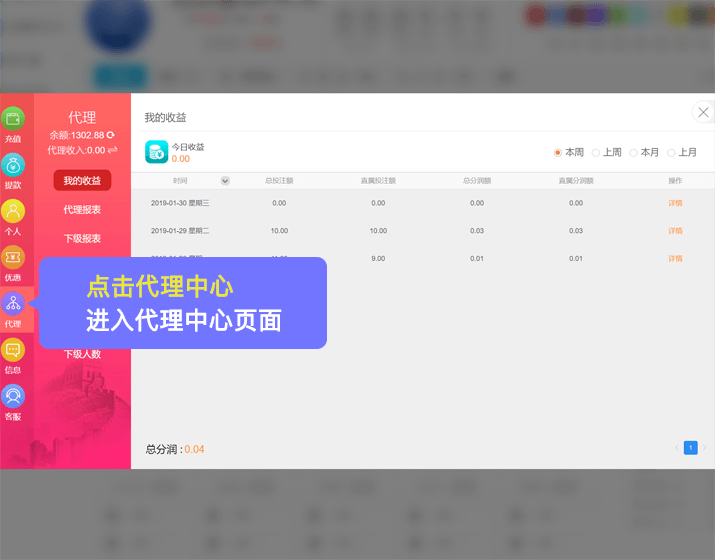 充值
提款
个人
优惠
代理
信息
客服
代理
余额:1302.88
代理收入:0.00
我的收益
代理报表
下级报表
下级人数
点击代理中心
进入代理中心页面
我的收益
今日收益
0.00
本周 上周 本月 上月
时间 总投注额 直属投注额 总分润额 直属分润额 操作
2019-01-30 星期三 0.00 0.00 0.00 0.00 详情
2019-01-29 星期二 10.00 10.00 0.03 0.03 详情
9.00 0.01 0.01 详情
总分润 : 0.04
1